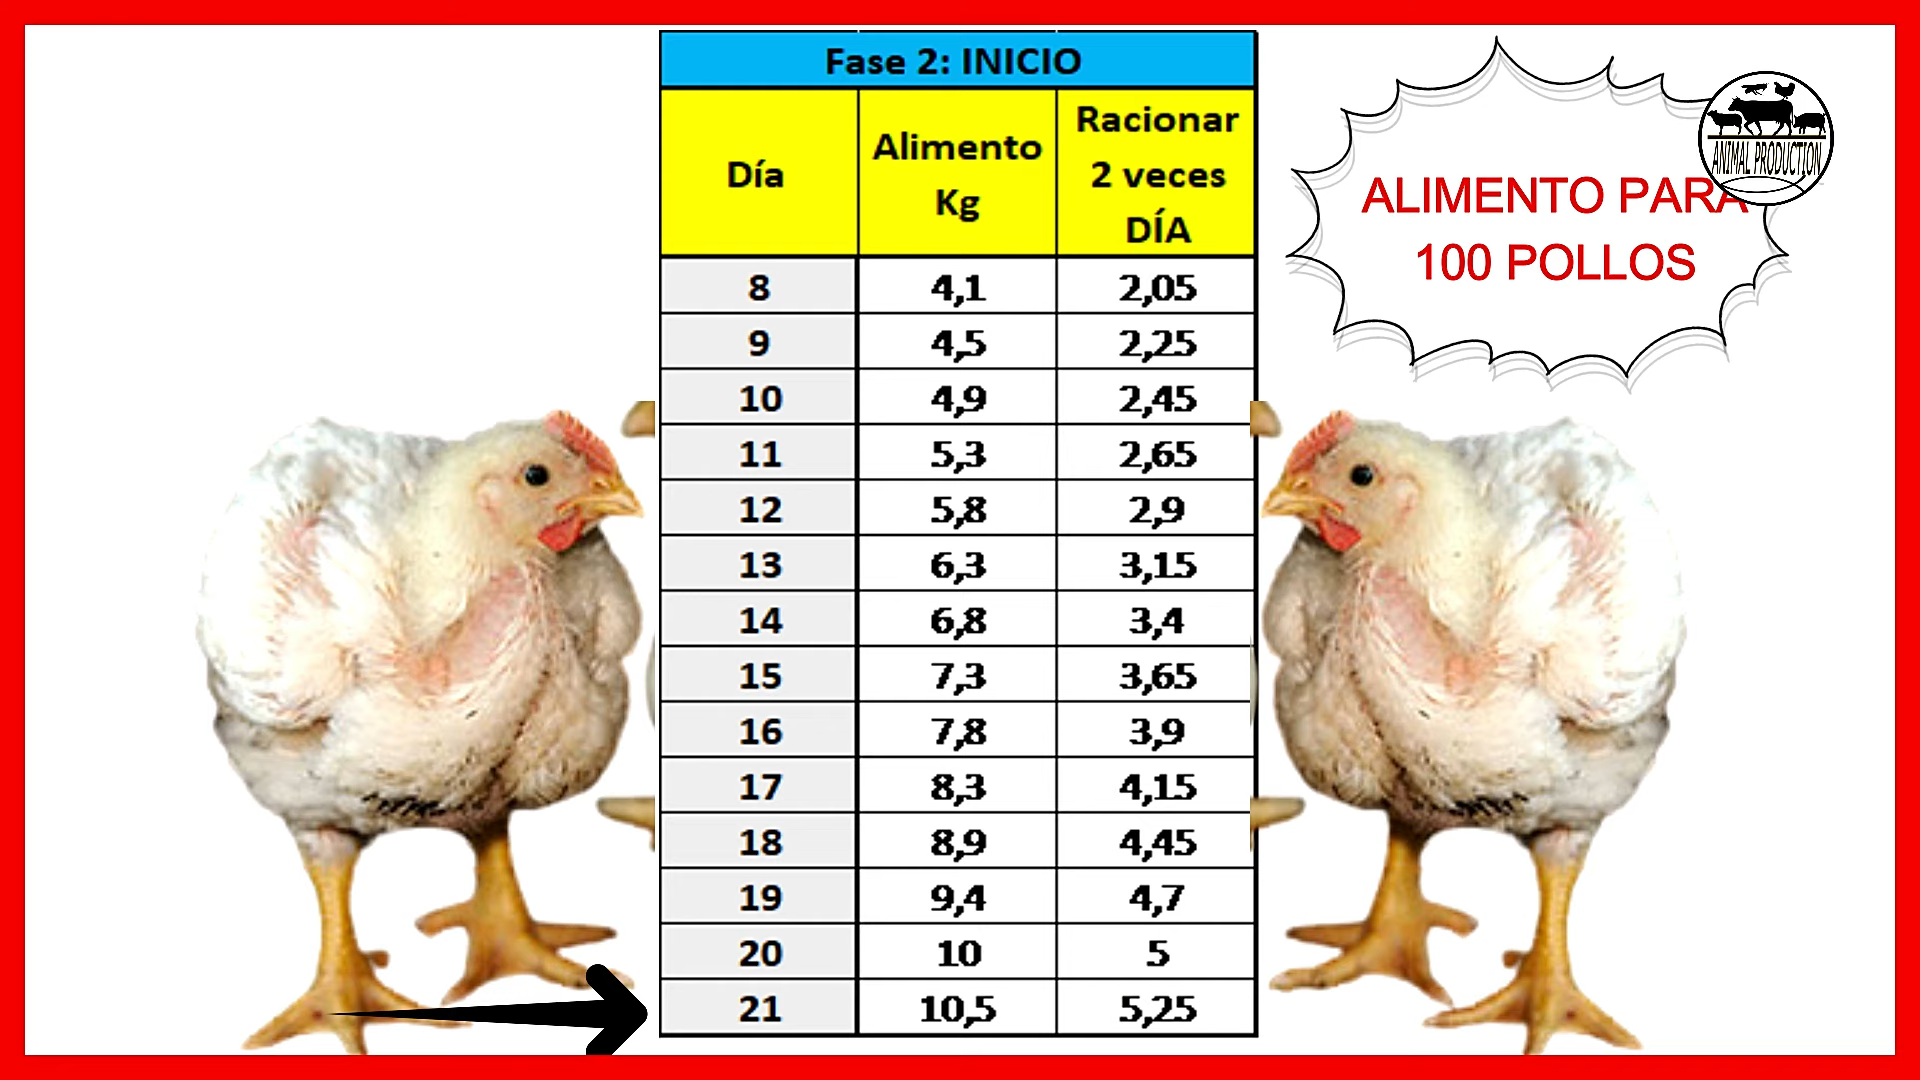 Fase 2: INICIO
Día
Alimento
Kg
Racionar
2 veces
DÍA
8 4,1 2,05
9 4,5 2,25
10 4,9 2,45
11 5,3 2,65
12 5,8 2,9
13 6,3 3,15
14 6,8 3,4
15 7,3 3,65
16 7,8 3,9
17 8,3 4,15
18 8,9 4,45
19 9,4 4,7
20 10 5
21 10,5 5,25
ALIMENTO PARA
100 POLLOS
ANIMAL PRODUCTION